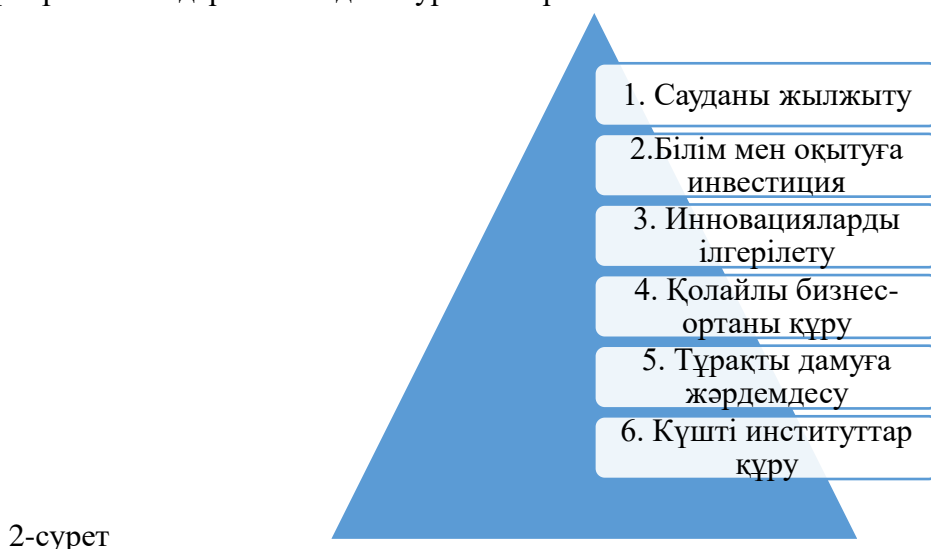 1. Сауданы жылжыту
2.Білім мен оқытуға
инвестиция
3. Инновацияларды
ілгерілету
4. Қолайлы бизнес-
ортаны құру
5. Тұрақты дамуға
жәрдемдесу
6. Күшті институттар
құру
2-сурет